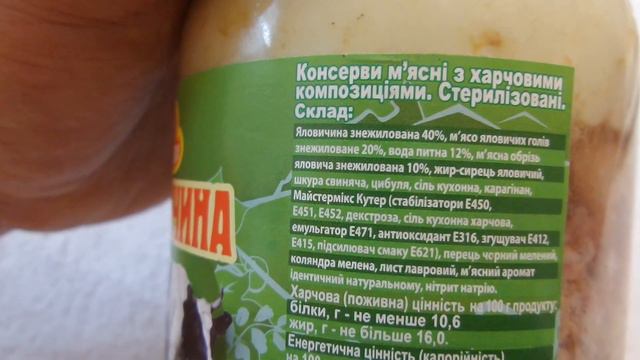 Консерви м'ясні з харчовими
композиціями. Стерилізовані.
Склад:
Яловичина знежилована 40%, м'ясо яловичих голів
знежиловане 20%, вода питна 12%, м'ясна обрізь
яловича знежилована 10%, жир-сирець яловичий,
шкура свиняча, цибуля, сіль кухонна, карагінан,
Майстермікс Кутер (стабілізатори Е450,
Е451, Е452, декстроза, сіль кухонна харчова,
емульгатор Е471, антиоксидант Е316, згущувач Е412,
Е415, підсилювач смаку Е621), перець чорний мелений,
коляндра мелена, лист лавровий, м'ясний аромат
ідентичний натуральному, нітрит натрію.
Харчова (поживна) цінність на 100 г продукту:
білки, г - не менше 10,6
жир, г - не більше 16,0.
Енергетична цінність (калорійність)
на 100
ЧИНА